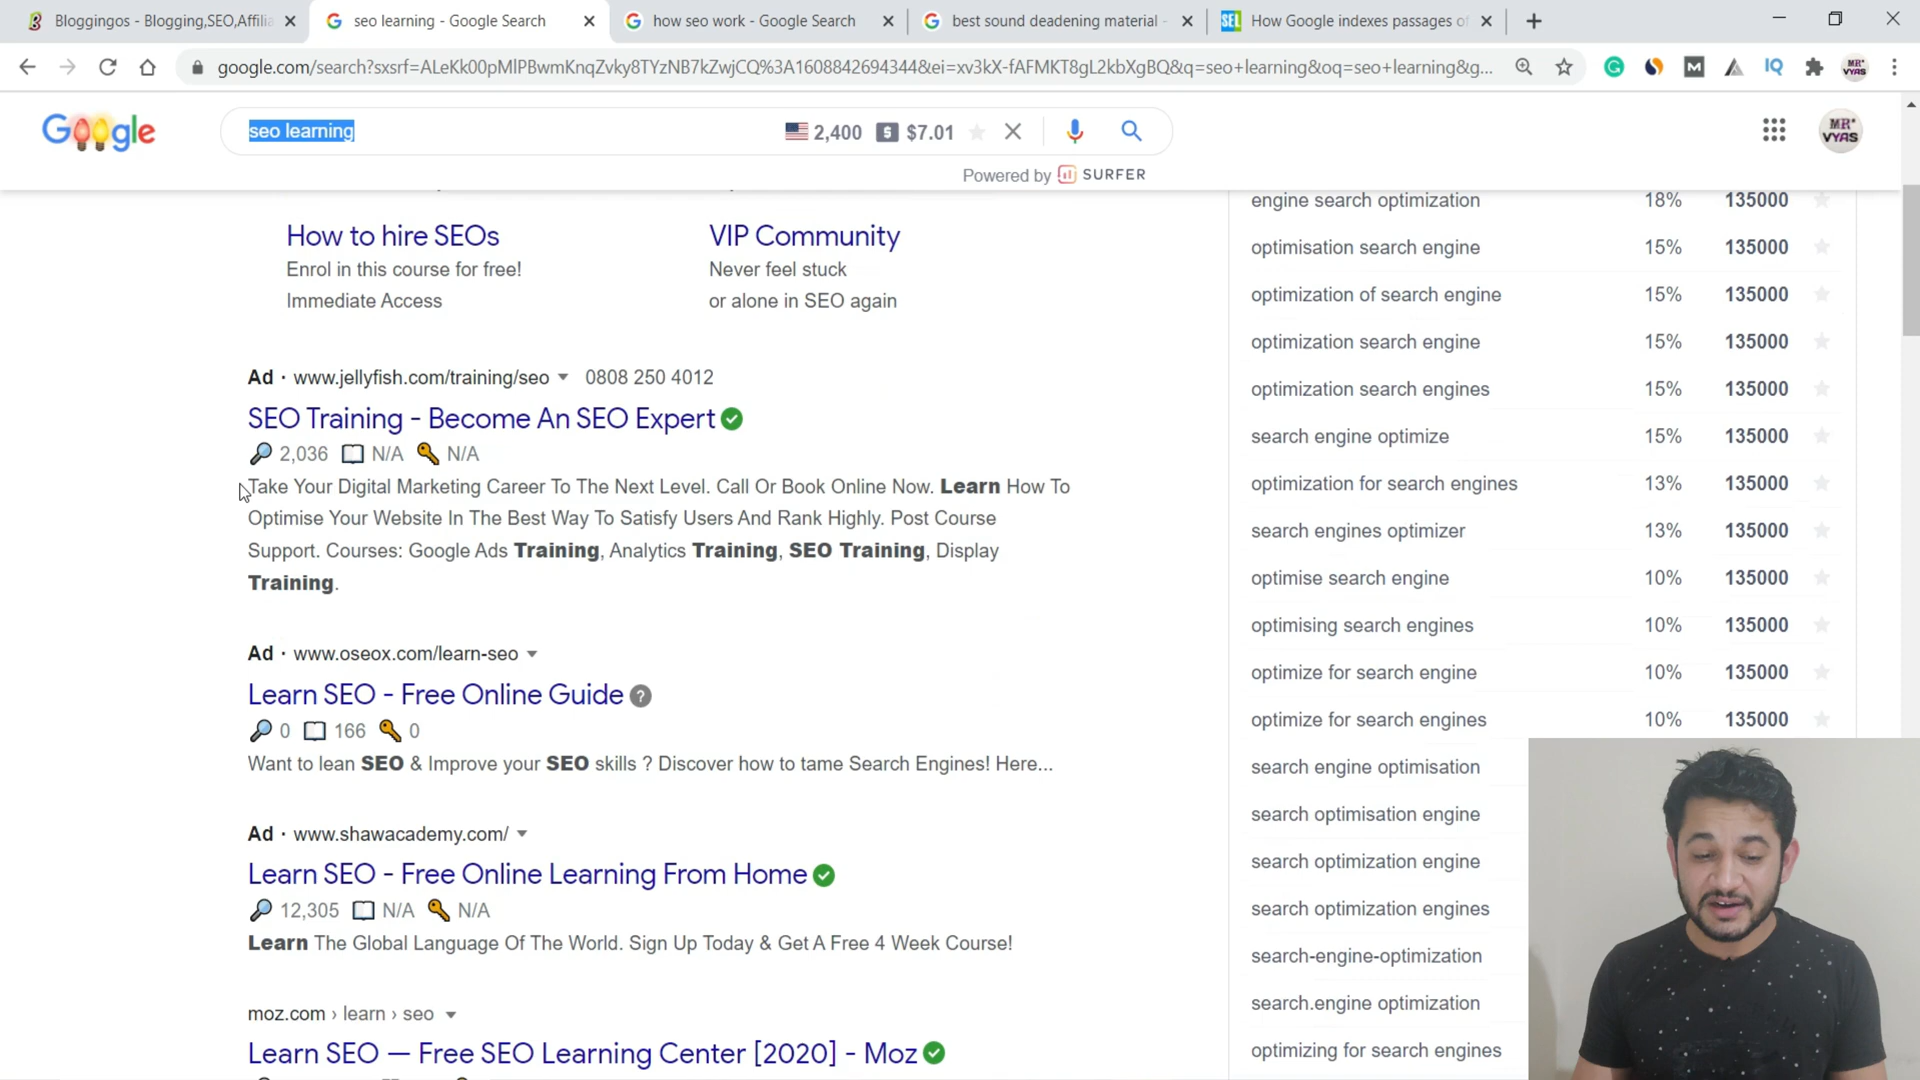 Bloggingos - Blogging,SEO,Affilia
seo learning - Google Search
how seo work - Google Search
best sound deadening material -
SEL
How Google indexes passages of
google.com/search?sxsrf=ALeKk00pMlPBwmKnqZvky8TYzNB7kZwjCQ%3A1608842694344&ei=xv3kX-fAFMKT8gL2kbXgBQ&q=seo+learning&oq=seo+learning&g...
Google
seo learning
2,400
$7.01
MR
VYAS
Powered by SURFER
How to hire SEOs
Enrol in this course for free!
Immediate Access
VIP Community
Never feel stuck
or alone in SEO again
Ad · www.jellyfish.com/training/seo 0808 250 4012
SEO Training - Become An SEO Expert
2,036 N/A N/A
Take Your Digital Marketing Career To The Next Level. Call Or Book Online Now. Learn How To
Optimise Your Website In The Best Way To Satisfy Users And Rank Highly. Post Course
Support. Courses: Google Ads Training, Analytics Training, SEO Training, Display
Training.
Ad · www.oseox.com/learn-seo
Learn SEO - Free Online Guide
0 166 0
Want to lean SEO & Improve your SEO skills ? Discover how to tame Search Engines! Here...
Ad · www.shawacademy.com/
Learn SEO - Free Online Learning From Home
12,305 N/A N/A
Learn The Global Language Of The World. Sign Up Today & Get A Free 4 Week Course!
moz.com › learn › seo
Learn SEO — Free SEO Learning Center [2020] - Moz
engine search optimization 18% 135000
optimisation search engine 15% 135000
optimization of search engine 15% 135000
optimization search engine 15% 135000
optimization search engines 15% 135000
search engine optimize 15% 135000
optimization for search engines 13% 135000
search engines optimizer 13% 135000
optimise search engine 10% 135000
optimising search engines 10% 135000
optimize for search engine 10% 135000
optimize for search engines 10% 135000
search engine optimisation
search optimisation engine
search optimization engine
search optimization engines
search-engine-optimization
search.engine optimization
optimizing for search engines